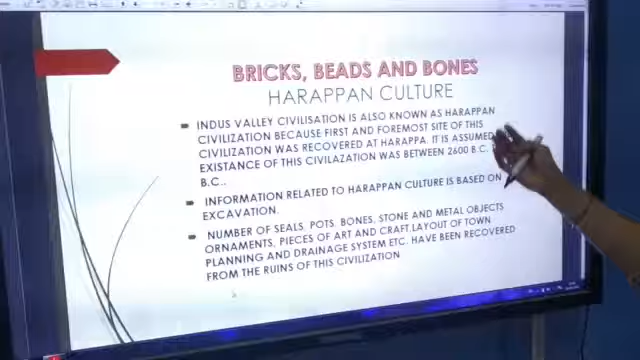 BRICKS, BEADS AND BONES
HARAPPAN CULTURE
INDUS VALLEY CIVILISATION IS ALSO KNOWN AS HARAPPAN
CIVILIZATION BECAUSE FIRST AND FOREMOST SITE OF THIS
CIVILIZATION WAS RECOVERED AT HARAPPA. IT IS ASSUMED
EXISTANCE OF THIS CIVILAZATION WAS BETWEEN 2600 B.C.
B.C..
INFORMATION RELATED TO HARAPPAN CULTURE IS BASED ON
EXCAVATION.
NUMBER OF SEALS, POTS, BONES, STONE AND METAL OBJECTS
ORNAMENTS, PIECES OF ART AND CRAFT,LAYOUT OF TOWN
PLANNING AND DRAINAGE SYSTEM ETC. HAVE BEEN RECOVERED
FROM THE RUINS OF THIS CIVILIZATION